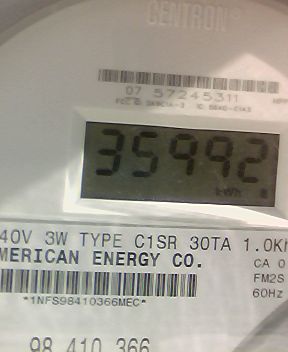 CENTRON®
07 57245311
35992
kWh
40V 3W TYPE C1SR 30TA 1.0Kh
MERICAN ENERGY CO.
CA 0
FM2S
60Hz
*1NFS98410366MEC*
98 410 366